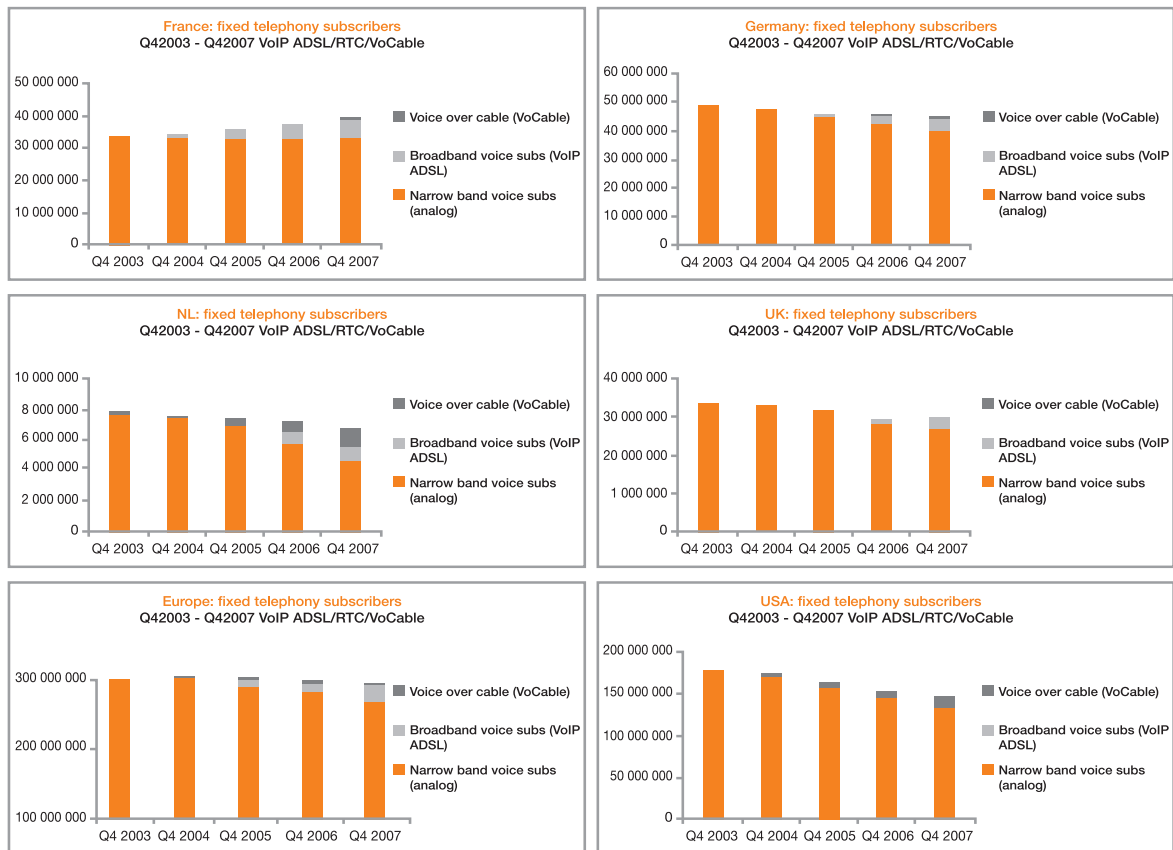 France: fixed telephony subscribers
Q42003 - Q42007 VoIP ADSL/RTC/VoCable
50 000 000
40 000 000
30 000 000
20 000 000
10 000 000
0
Q4 2003 Q4 2004 Q4 2005 Q4 2006 Q4 2007
Voice over cable (VoCable)
Broadband voice subs (VoIP
ADSL)
Narrow band voice subs
(analog)
Germany: fixed telephony subscribers
Q42003 - Q42007 VoIP ADSL/RTC/VoCable
60 000 000
50 000 000
40 000 000
30 000 000
20 000 000
10 000 000
0
Q4 2003 Q4 2004 Q4 2005 Q4 2006 Q4 2007
Voice over cable (VoCable)
Broadband voice subs (VoIP
ADSL)
Narrow band voice subs
(analog)
NL: fixed telephony subscribers
Q42003 - Q42007 VoIP ADSL/RTC/VoCable
10 000 000
8 000 000
6 000 000
4 000 000
2 000 000
0
Q4 2003 Q4 2004 Q4 2005 Q4 2006 Q4 2007
Voice over cable (VoCable)
Broadband voice subs (VoIP
ADSL)
Narrow band voice subs
(analog)
UK: fixed telephony subscribers
Q42003 - Q42007 VoIP ADSL/RTC/VoCable
40 000 000
30 000 000
20 000 000
1 000 000
0
Q4 2003 Q4 2004 Q4 2005 Q4 2006 Q4 2007
Voice over cable (VoCable)
Broadband voice subs (VoIP
ADSL)
Narrow band voice subs
(analog)
Europe: fixed telephony subscribers
Q42003 - Q42007 VoIP ADSL/RTC/VoCable
300 000 000
200 000 000
100 000 000
Q4 2003 Q4 2004 Q4 2005 Q4 2006 Q4 2007
Voice over cable (VoCable)
Broadband voice subs (VoIP
ADSL)
Narrow band voice subs
(analog)
USA: fixed telephony subscribers
Q42003 - Q42007 VoIP ADSL/RTC/VoCable
200 000 000
150 000 000
100 000 000
50 000 000
0
Q4 2003 Q4 2004 Q4 2005 Q4 2006 Q4 2007
Voice over cable (VoCable)
Broadband voice subs (VoIP
ADSL)
Narrow band voice subs
(analog)